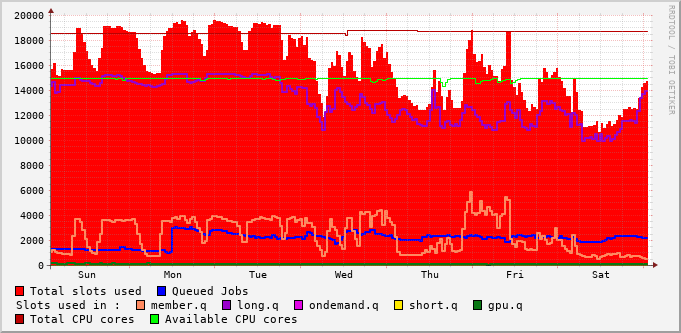 RRDTOOL / TOBI OETIKER
20000
18000
16000
14000
12000
10000
8000
6000
4000
2000
0
Sun Mon Tue Wed Thu Fri Sat
Total slots used Queued Jobs
Slots used in : member.q long.q ondemand.q short.q gpu.q
Total CPU cores Available CPU cores